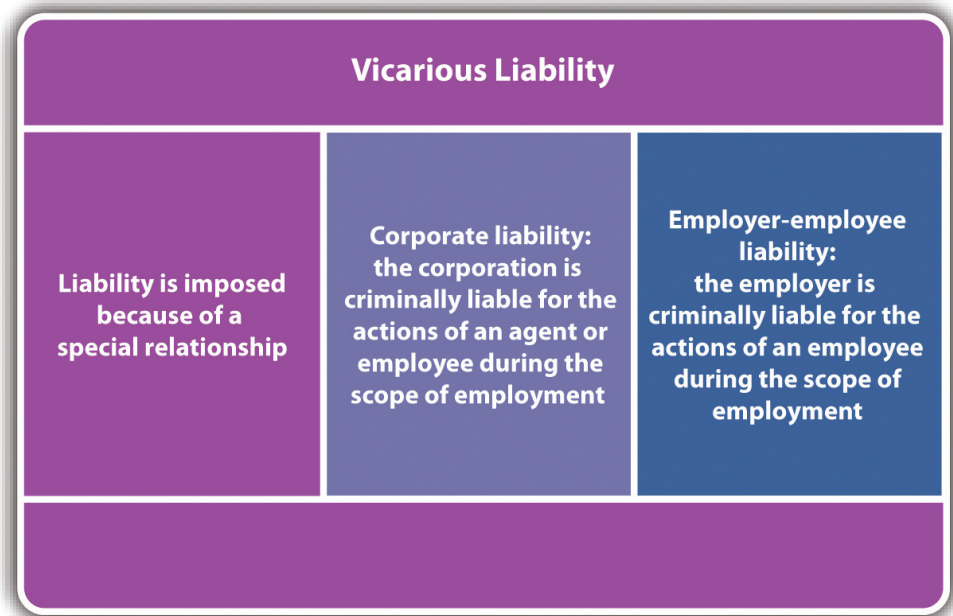 Vicarious Liability
Liability is imposed
because of a
special relationship
Corporate liability:
the corporation is
criminally liable for the
actions of an agent or
employee during the
scope of employment
Employer-employee
liability:
the employer is
criminally liable for the
actions of an employee
during the scope of
employment